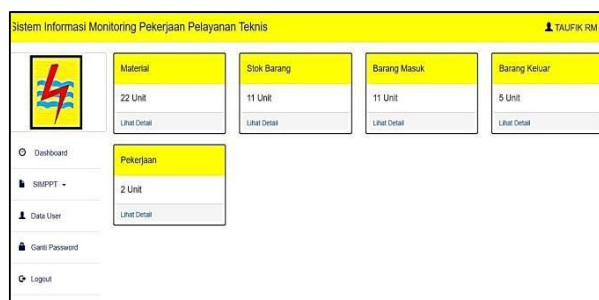 Sistem Informasi Monitoring Pekerjaan Pelayanan Teknis
TAUFIK RM
Material
22 Unit
Lihat Detail
Stok Barang
11 Unit
Lihat Detail
Barang Masuk
11 Unit
Lihat Detail
Barang Keluar
5 Unit
Lihat Detail
Dashboard
SIMPPT
Data User
Ganti Password
Logout
Pekerjaan
2 Unit
Lihat Detail